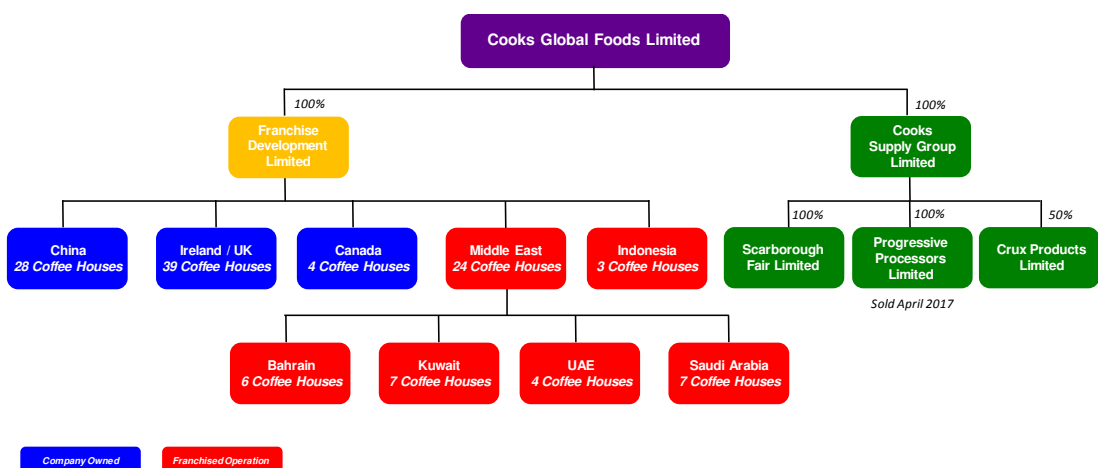 Cooks Global Foods Limited
100%
100%
Franchise
Development
Limited
Cooks
Supply Group
Limited
100%
100%
50%
China
28 Coffee Houses
Ireland / UK
39 Coffee Houses
Canada
4 Coffee Houses
Middle East
24 Coffee Houses
Indonesia
3 Coffee Houses
Scarborough
Fair Limited
Progressive
Processors
Limited
Crux Products
Limited
Sold April 2017
Bahrain
6 Coffee Houses
Kuwait
7 Coffee Houses
UAE
4 Coffee Houses
Saudi Arabia
7 Coffee Houses
Company Owned
Franchised Operation